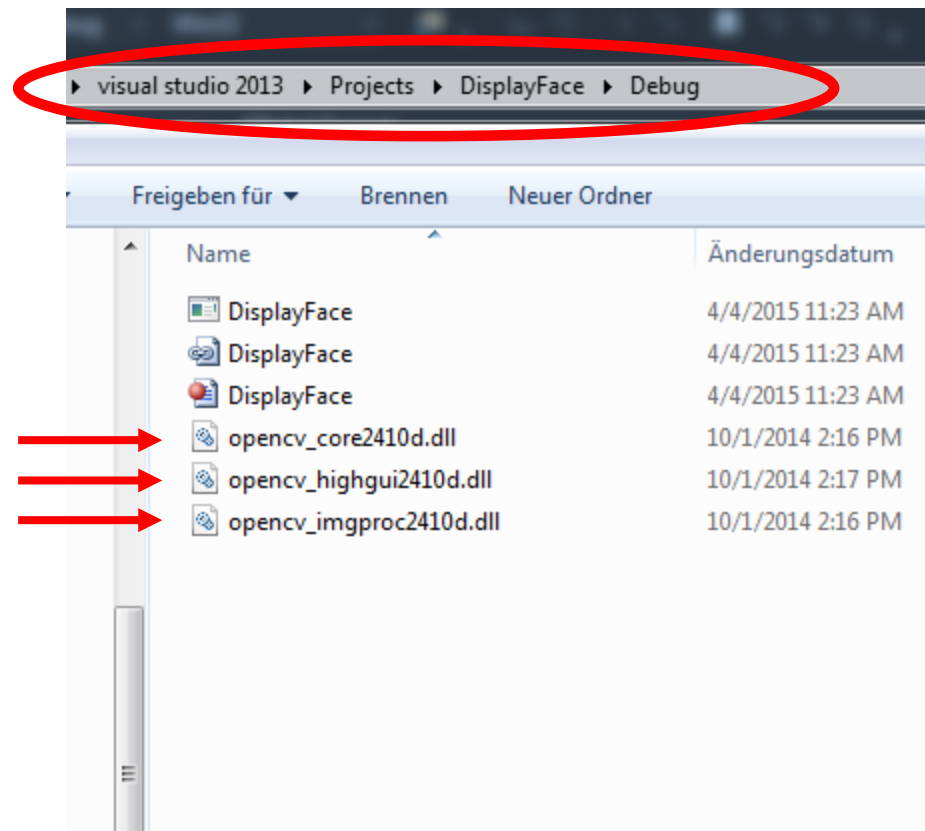 visual studio 2013 Projects DisplayFace Debug
Freigeben für Brennen Neuer Ordner
Name Änderungsdatum
DisplayFace 4/4/2015 11:23 AM
DisplayFace 4/4/2015 11:23 AM
DisplayFace 4/4/2015 11:23 AM
opencv_core2410d.dll 10/1/2014 2:16 PM
opencv_highgui2410d.dll 10/1/2014 2:17 PM
opencv_imgproc2410d.dll 10/1/2014 2:16 PM